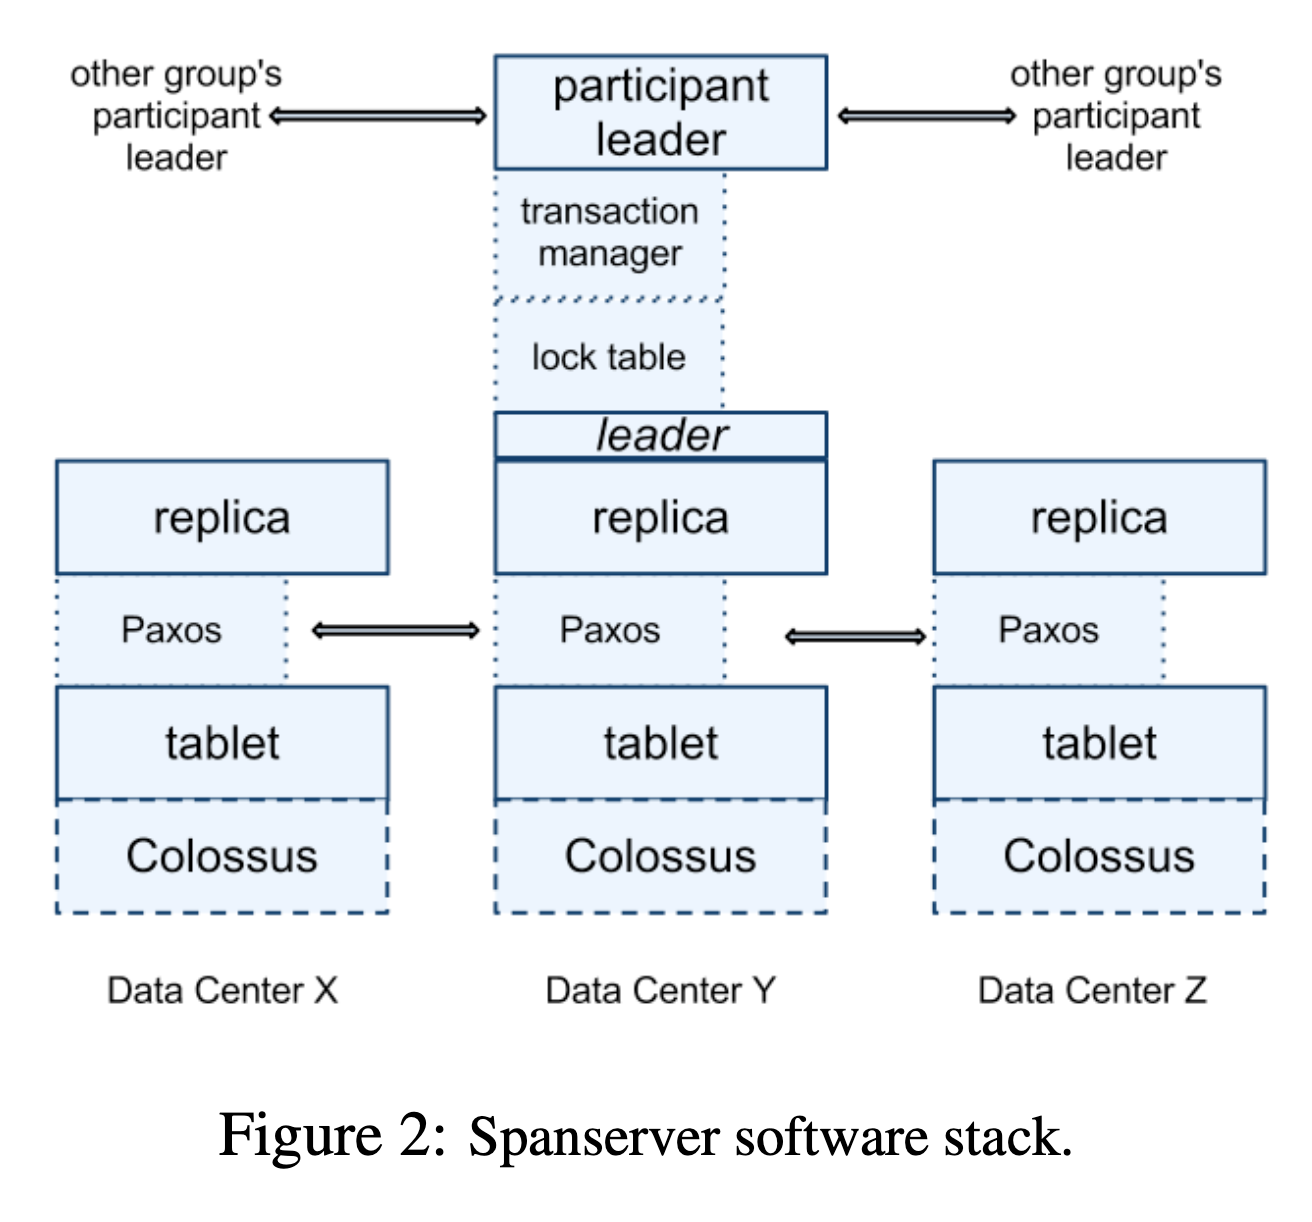 other group's
participant
leader
participant
leader
other group's
participant
leader
transaction
manager
lock table
leader
replica
replica
replica
Paxos
Paxos
Paxos
tablet
tablet
tablet
Colossus
Colossus
Colossus
Data Center X
Data Center Y
Data Center Z
Figure 2: Spanserver software stack.